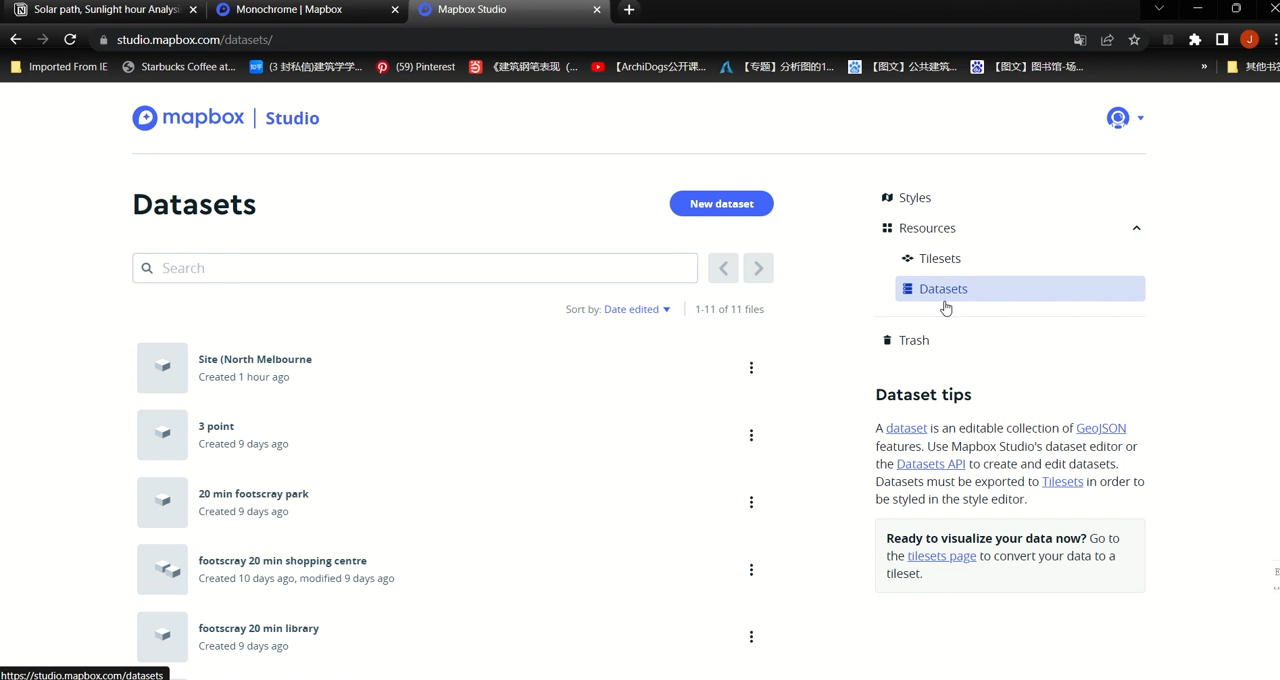 Solar path, Sunlight hour Analysi
Monochrome | Mapbox
Mapbox Studio
studio.mapbox.com/datasets/
J
Imported From IE
Starbucks Coffee at...
(3 封私信)建筑学学...
(59) Pinterest
《建筑钢笔表现（...
【ArchiDogs公开课...
【专题】分析图的1...
【图文】公共建筑...
【图文】图书馆-场...
»
其他书签
mapbox | Studio
Datasets
New dataset
Search
Sort by: Date edited
1-11 of 11 files
Site (North Melbourne
Created 1 hour ago
3 point
Created 9 days ago
20 min footscray park
Created 9 days ago
footscray 20 min shopping centre
Created 10 days ago, modified 9 days ago
footscray 20 min library
Created 9 days ago
Styles
Resources
Tilesets
Datasets
Trash
Dataset tips
A dataset is an editable collection of GeoJSON
features. Use Mapbox Studio's dataset editor or
the Datasets API to create and edit datasets.
Datasets must be exported to Tilesets in order to
be styled in the style editor.
Ready to visualize your data now? Go to
the tilesets page to convert your data to a
tileset.
https://studio.mapbox.com/datasets